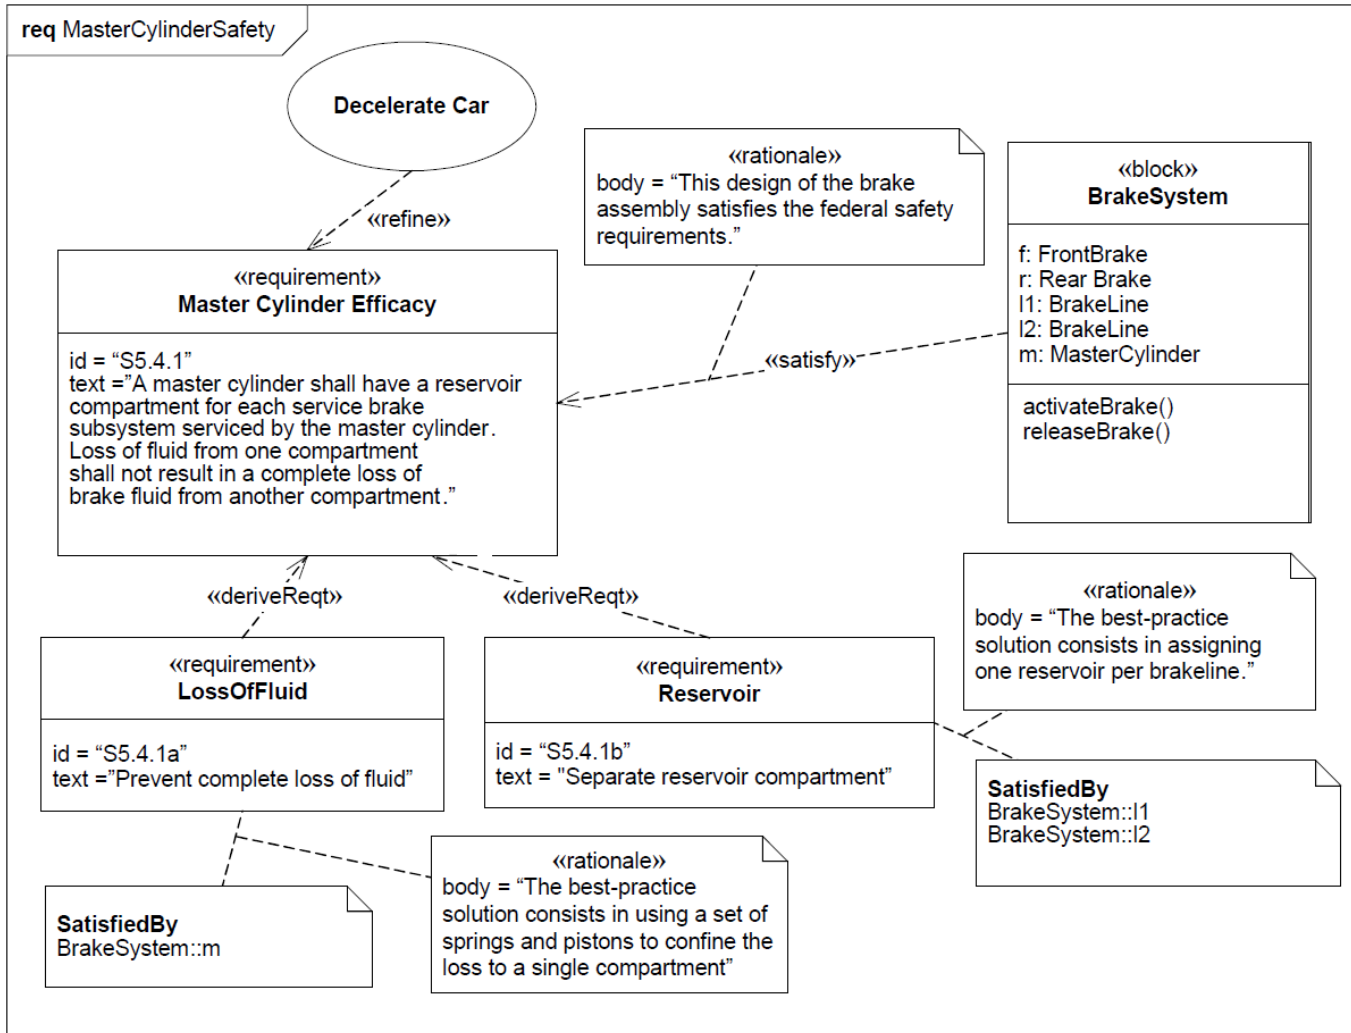 req MasterCylinderSafety
Decelerate Car
«refine»
«rationale»
body = “This design of the brake
assembly satisfies the federal safety
requirements.”
«block»
BrakeSystem
f: FrontBrake
r: Rear Brake
l1: BrakeLine
l2: BrakeLine
m: MasterCylinder
activateBrake()
releaseBrake()
«satisfy»
«requirement»
Master Cylinder Efficacy
id = “S5.4.1”
text =”A master cylinder shall have a reservoir
compartment for each service brake
subsystem serviced by the master cylinder.
Loss of fluid from one compartment
shall not result in a complete loss of
brake fluid from another compartment.”
«deriveReqt»
«deriveReqt»
«requirement»
LossOfFluid
id = “S5.4.1a”
text =”Prevent complete loss of fluid”
«requirement»
Reservoir
id = “S5.4.1b”
text = "Separate reservoir compartment”
«rationale»
body = “The best-practice
solution consists in assigning
one reservoir per brakeline.”
SatisfiedBy
BrakeSystem::l1
BrakeSystem::l2
«rationale»
body = “The best-practice
solution consists in using a set of
springs and pistons to confine the
loss to a single compartment”
SatisfiedBy
BrakeSystem::m